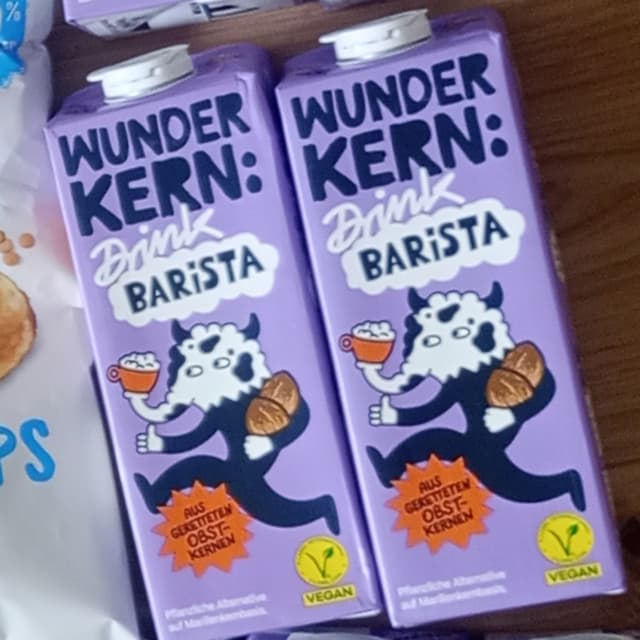 %
PS
WUNDER
KERN:
Drink
BARiSTA
AUS
GERETTETEN
OBST-
KERNEN
VEGAN
Pflanzliche Alternative
auf Marillenkernbasis.
WUNDER
KERN:
Drink
BARiSTA
AUS
GERETTETEN
OBST-
KERNEN
VEGAN
Pflanzliche Alternative
auf Marillenkernbasis.